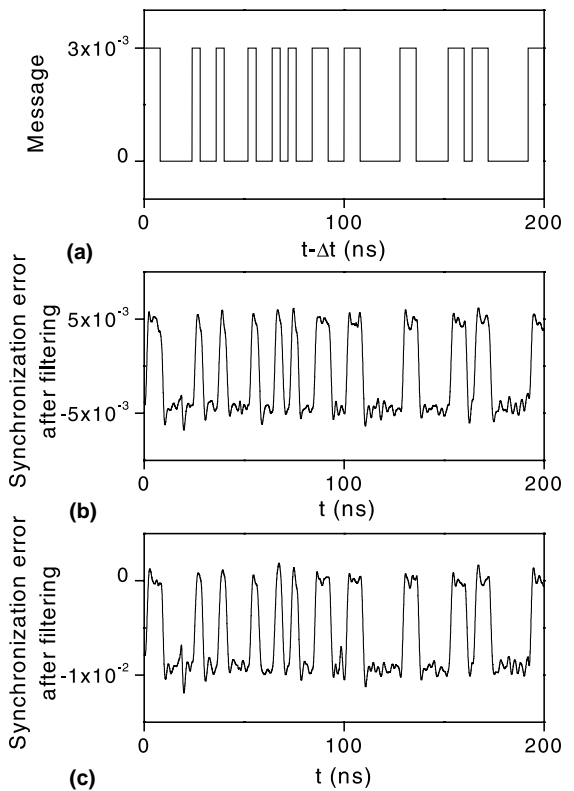 Message
3x10⁻³
0
0
100
200
t-Δt (ns)
(a)
Synchronization error
after filtering
5x10⁻³
-5x10⁻³
0
100
200
t (ns)
(b)
Synchronization error
after filtering
0
-1x10⁻²
0
100
200
t (ns)
(c)